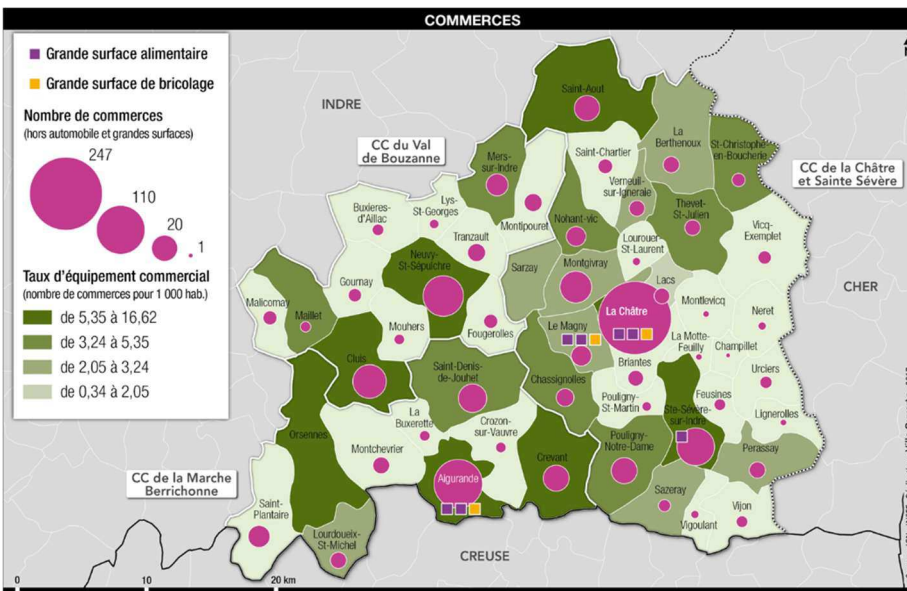 COMMERCES
Grande surface alimentaire
Grande surface de bricolage
Nombre de commerces
(hors automobile et grandes surfaces)
247
110
20
1
Taux d'équipement commercial
(nombre de commerces pour 1 000 hab.)
de 5,35 à 16,62
de 3,24 à 5,35
de 2,05 à 3,24
de 0,34 à 2,05
INDRE
CC du Val
de Bouzanne
CC de la Châtre
et Sainte Sévère
CHER
CC de la Marche
Berrichonne
CREUSE
Saint-Aout
La
Berthenoux
St-Christophe
en-Boucherie
Saint-Chartier
Mers-
sur-Indre
Verneuil-
sur-Igneraie
Thevet-
St-Julien
Buxieres-
d'Aillac
Lys-
St-Georges
Montipouret
Nohant-vic
Vicq-
Exemplet
Tranzault
Lourouer-
St-Laurent
Neuvy-
St-Sépulchre
Sarzay
Montgivray
Lacs
Malicornay
Maillet
Gournay
Mouhers
Fougerolles
La Châtre
Montlevicq
Neret
Le Magny
La Motte-
Feuilly
Champillet
Cluis
Saint-Denis-
de-Jouhet
Chassignolles
Briantes
Urciers
Pouligny-
St-Martin
Feusines
Lignerolles
La
Buxerette
Crozon-
sur-Vauvre
Ste-Sévère-
sur-Indre
Orsennes
Montchevrier
Aigurande
Crevant
Pouligny-
Notre-Dame
Perassay
Saint-
Plantaire
Lourdoueix-
St-Michel
Sazeray
Vigoulant
Vijon
0
10
20 km